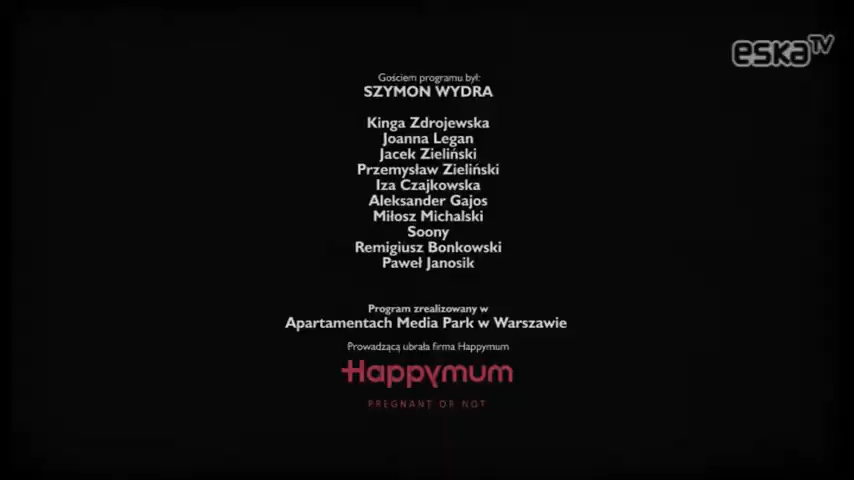 eskaTV
Gościem programu był:
SZYMON WYDRA
Kinga Zdrojewska
Joanna Legan
Jacek Zieliński
Przemysław Zieliński
Iza Czajkowska
Aleksander Gajos
Miłosz Michalski
Soony
Remigiusz Bonkowski
Paweł Janosik
Program zrealizowany w
Apartamentach Media Park w Warszawie
Prowadzącą ubrała firma Happymum
Happymum
PREGNANT OR NOT